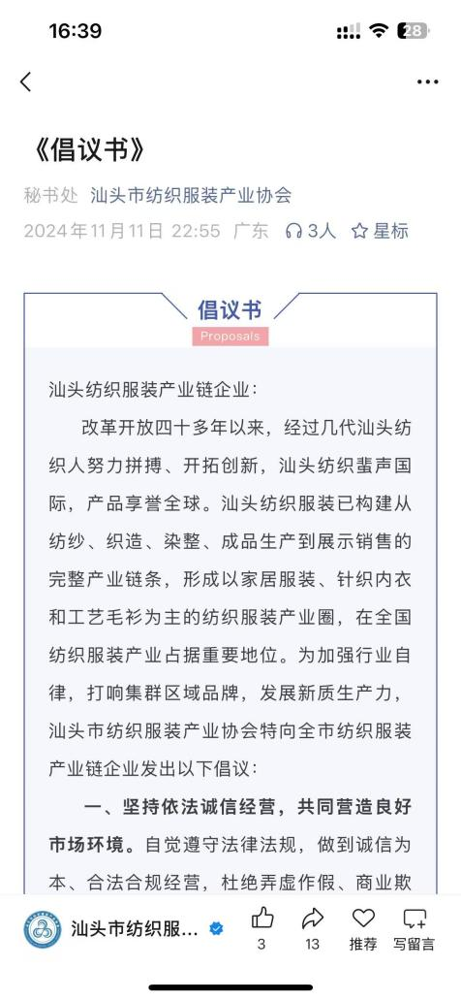 16:39
28
《倡议书》
秘书处 汕头市纺织服装产业协会
2024年11月11日 22:55 广东 3人 星标
倡议书
Proposals
汕头纺织服装产业链企业：
改革开放四十多年以来，经过几代汕头纺
织人努力拼搏、开拓创新，汕头纺织蜚声国
际，产品享誉全球。汕头纺织服装已构建从
纺纱、织造、染整、成品生产到展示销售的
完整产业链条，形成以家居服装、针织内衣
和工艺毛衫为主的纺织服装产业圈，在全国
纺织服装产业占据重要地位。为加强行业自
律，打响集群区域品牌，发展新质生产力，
汕头市纺织服装产业协会特向全市纺织服装
产业链企业发出以下倡议：
一、坚持依法诚信经营，共同营造良好
市场环境。自觉遵守法律法规，做到诚信为
本、合法合规经营，杜绝弄虚作假、商业欺
汕头市纺织服...
3
13
推荐
写留言